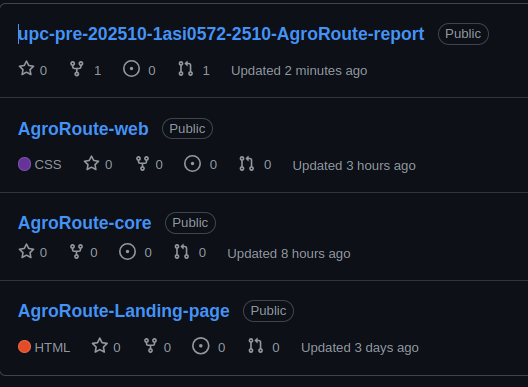 upc-pre-202510-1asi0572-2510-AgroRoute-report Public
0 1 0 1 Updated 2 minutes ago
AgroRoute-web Public
CSS 0 0 0 0 Updated 3 hours ago
AgroRoute-core Public
0 0 0 0 Updated 8 hours ago
AgroRoute-Landing-page Public
HTML 0 0 0 0 Updated 3 days ago